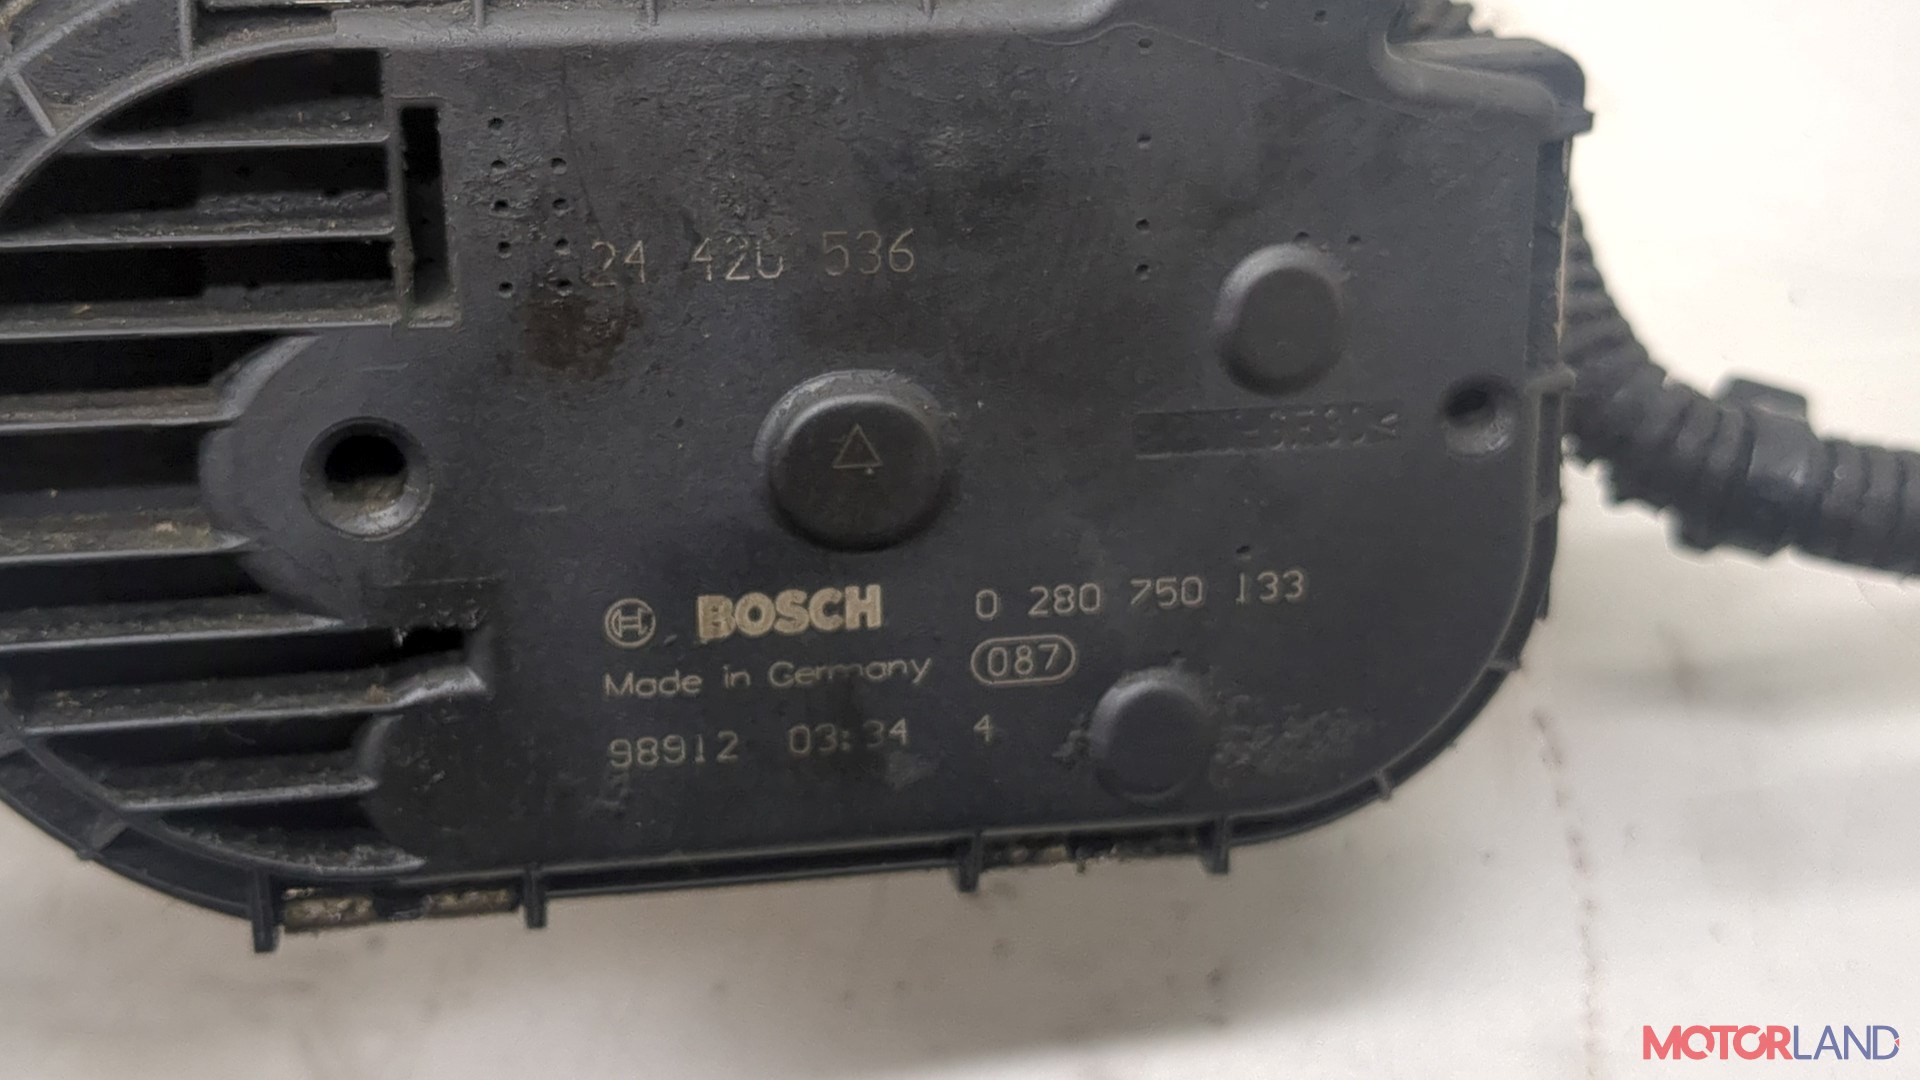 24 420 536
BOSCH 0 280 750 133
Made in Germany 087
98912 03:34 4
MOTORLAND